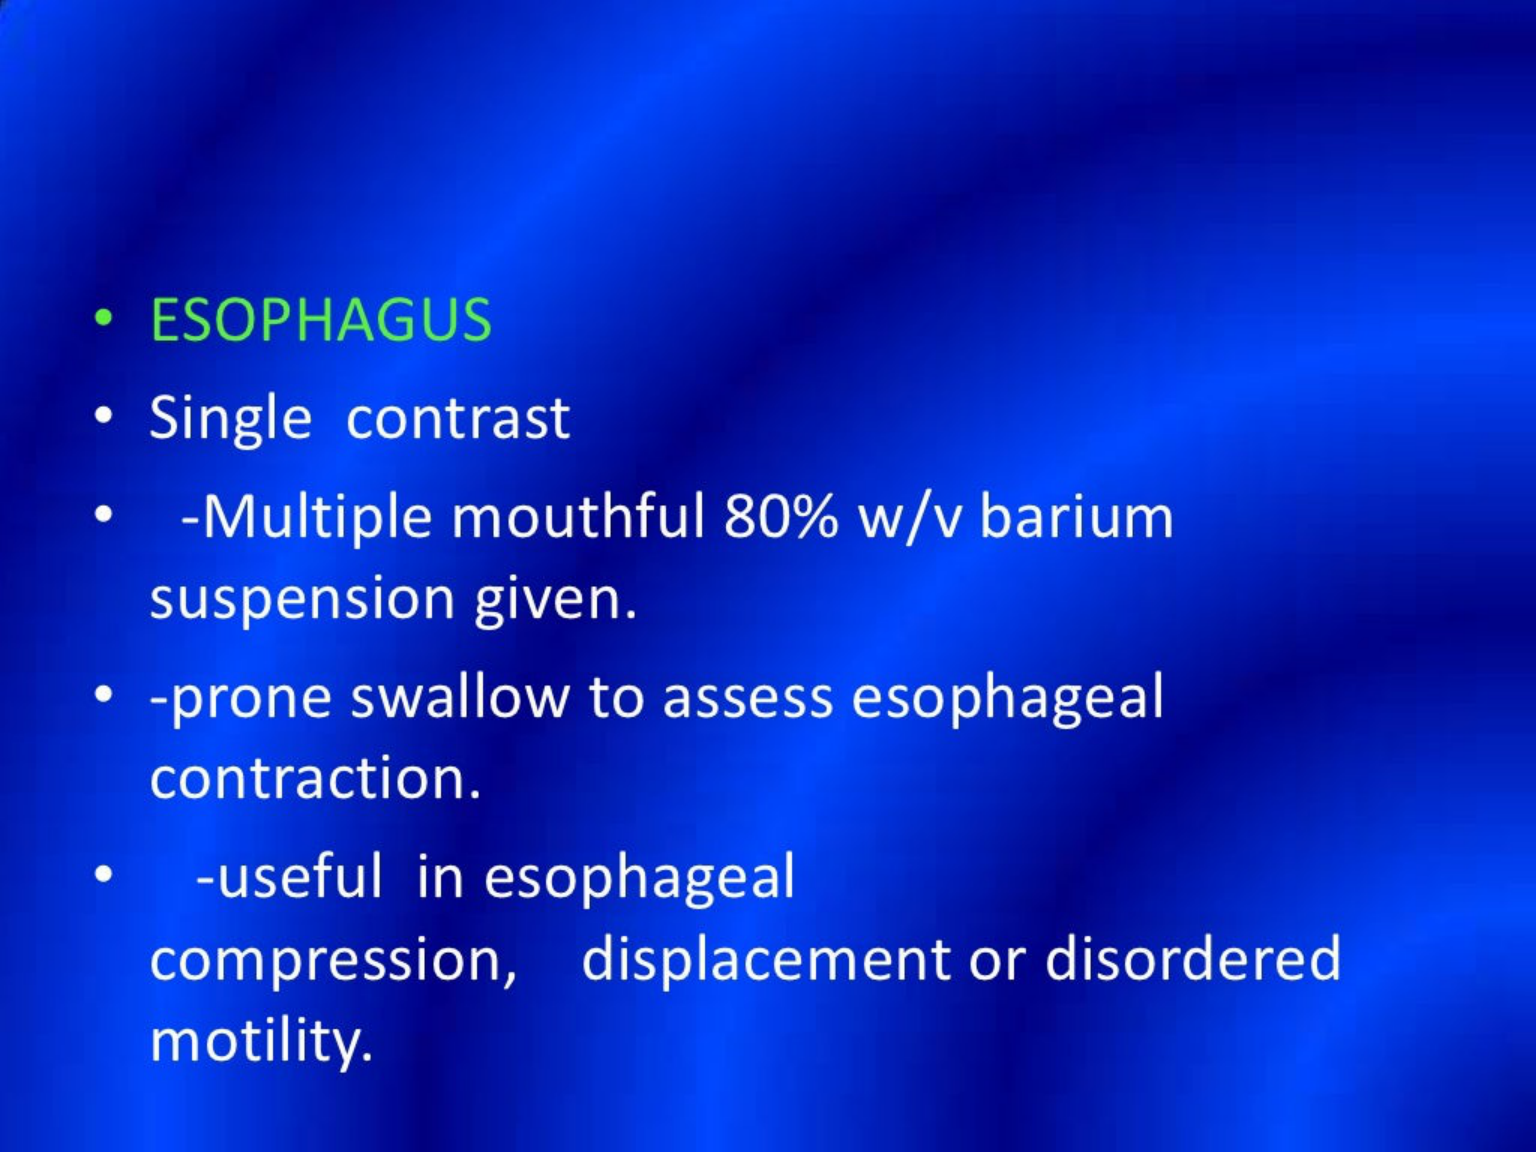 • ESOPHAGUS
• Single  contrast
•   -Multiple mouthful 80% w/v barium
suspension given.
• -prone swallow to assess esophageal
contraction.
•    -useful  in esophageal
compression,    displacement or disordered
motility.